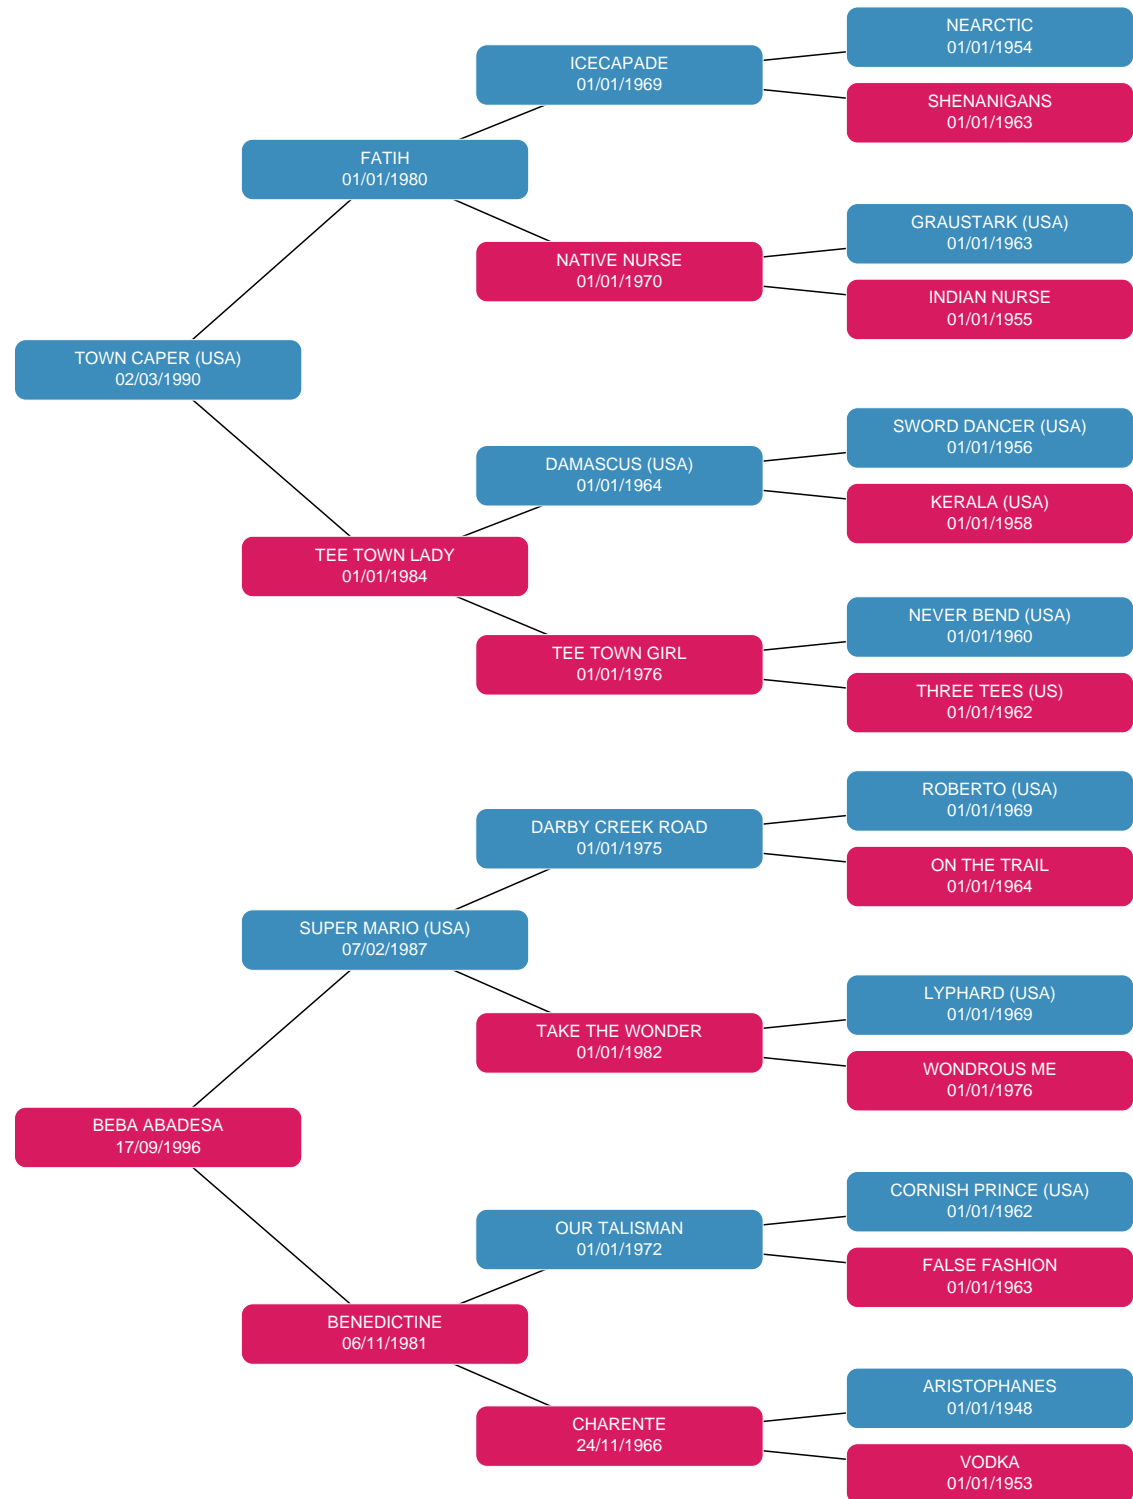 NEARCTIC
01/01/1954
ICECAPADE
01/01/1969
SHENANIGANS
01/01/1963
FATIH
01/01/1980
GRAUSTARK (USA)
01/01/1963
NATIVE NURSE
01/01/1970
INDIAN NURSE
01/01/1955
TOWN CAPER (USA)
02/03/1990
SWORD DANCER (USA)
01/01/1956
DAMASCUS (USA)
01/01/1964
KERALA (USA)
01/01/1958
TEE TOWN LADY
01/01/1984
NEVER BEND (USA)
01/01/1960
TEE TOWN GIRL
01/01/1976
THREE TEES (US)
01/01/1962
ROBERTO (USA)
01/01/1969
DARBY CREEK ROAD
01/01/1975
ON THE TRAIL
01/01/1964
SUPER MARIO (USA)
07/02/1987
LYPHARD (USA)
01/01/1969
TAKE THE WONDER
01/01/1982
WONDROUS ME
01/01/1976
BEBA ABADESA
17/09/1996
CORNISH PRINCE (USA)
01/01/1962
OUR TALISMAN
01/01/1972
FALSE FASHION
01/01/1963
BENEDICTINE
06/11/1981
ARISTOPHANES
01/01/1948
CHARENTE
24/11/1966
VODKA
01/01/1953